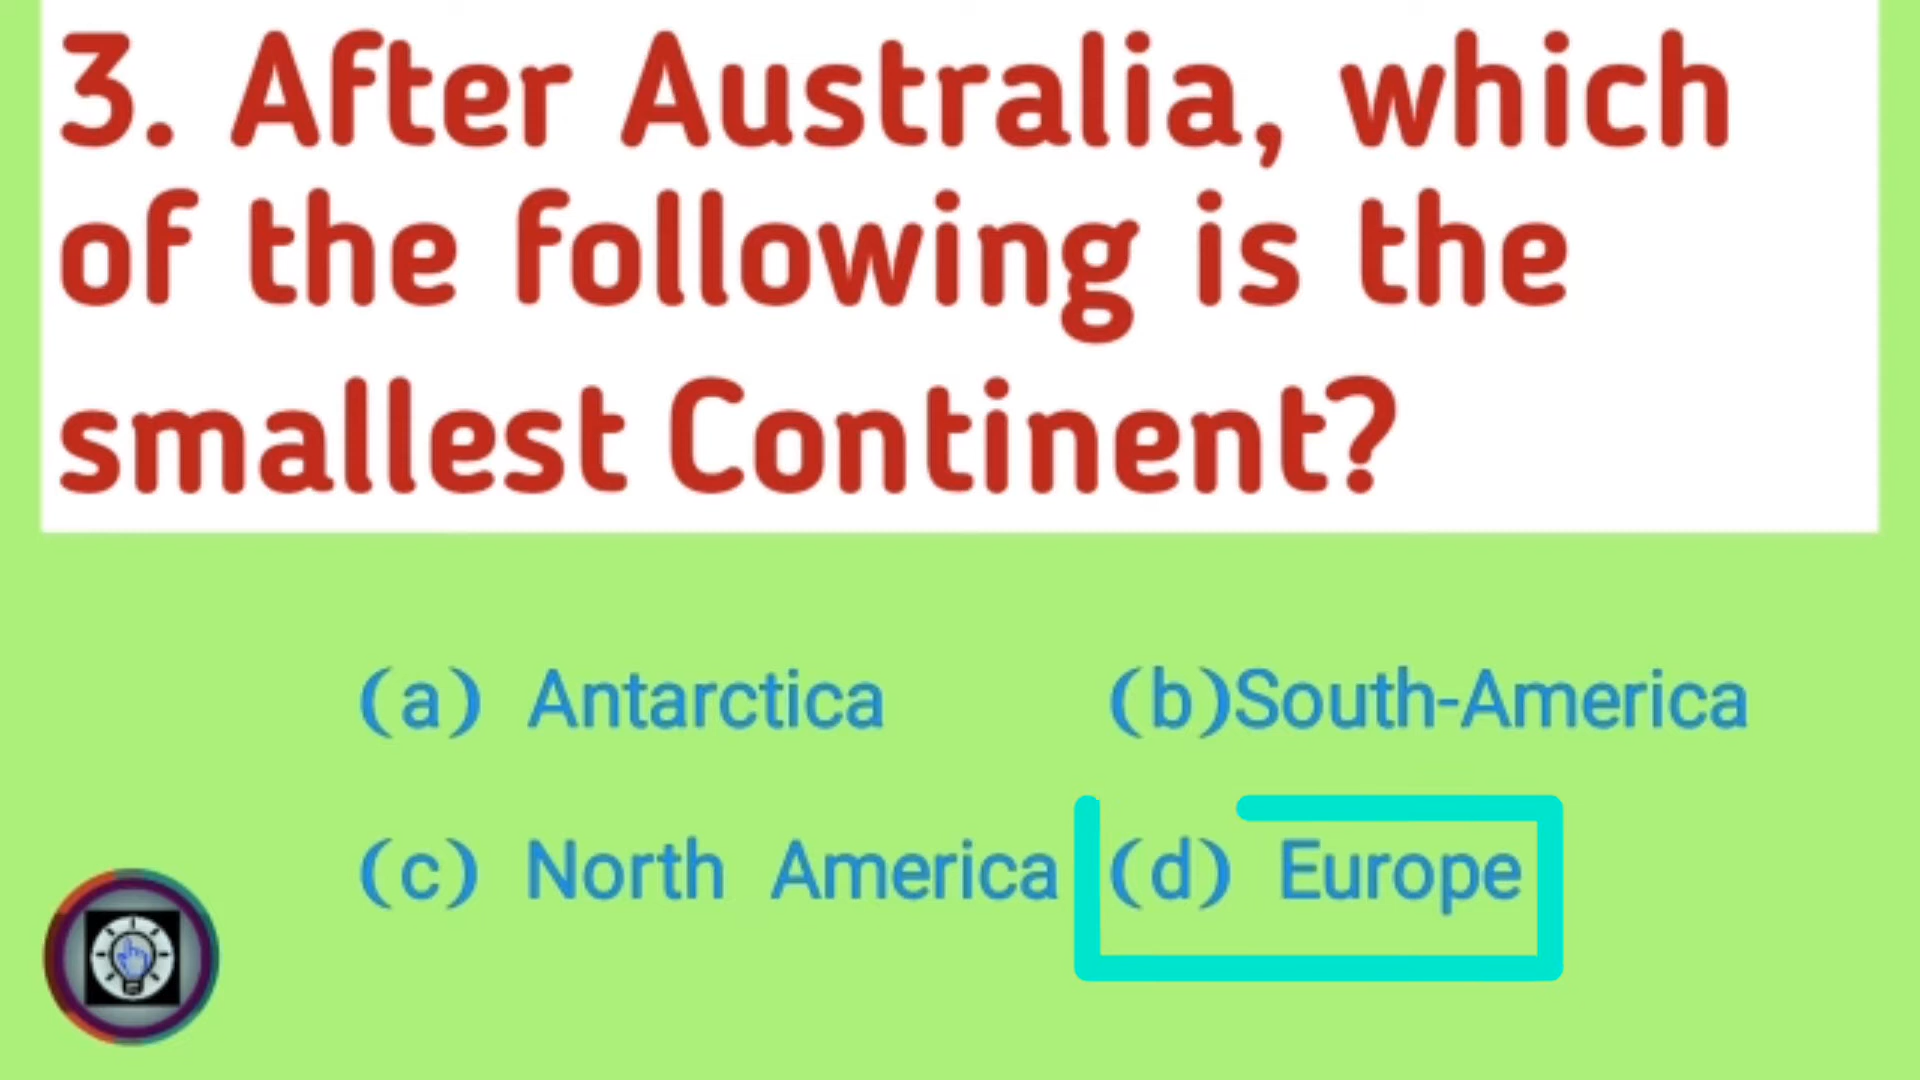 3. After Australia, which
of the following is the
smallest Continent?
(a) Antarctica (b)South-America
(c) North America (d) Europe